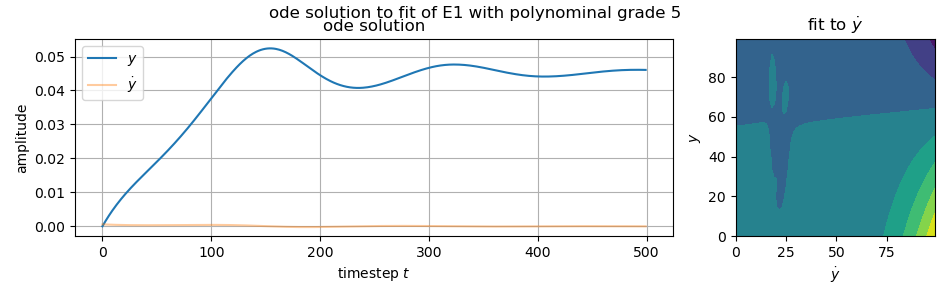 ode solution to fit of E1 with polynominal grade 5
ode solution
fit to ẏ
y
ẏ
amplitude
0.05
0.04
0.03
0.02
0.01
0.00
0 100 200 300 400 500
timestep t
y
80
60
40
20
0
0 25 50 75
ẏ